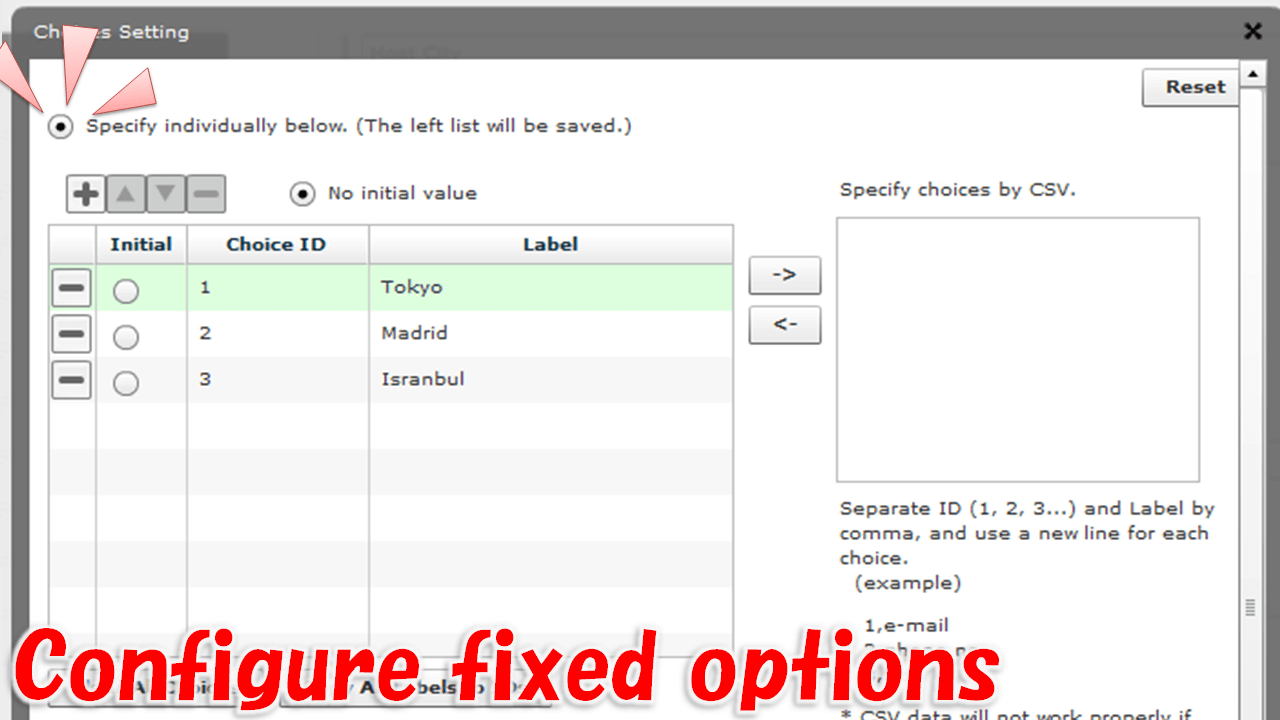 Setting
Host City
Reset
Specify individually below. (The left list will be saved.)
No initial value
Specify choices by CSV.
Initial Choice ID Label
1 Tokyo
2 Madrid
3 Isranbul
->
<-
Separate ID (1, 2, 3...) and Label by
comma, and use a new line for each
choice.
(example)
1,e-mail
Configure fixed options
* CSV data will not work properly if